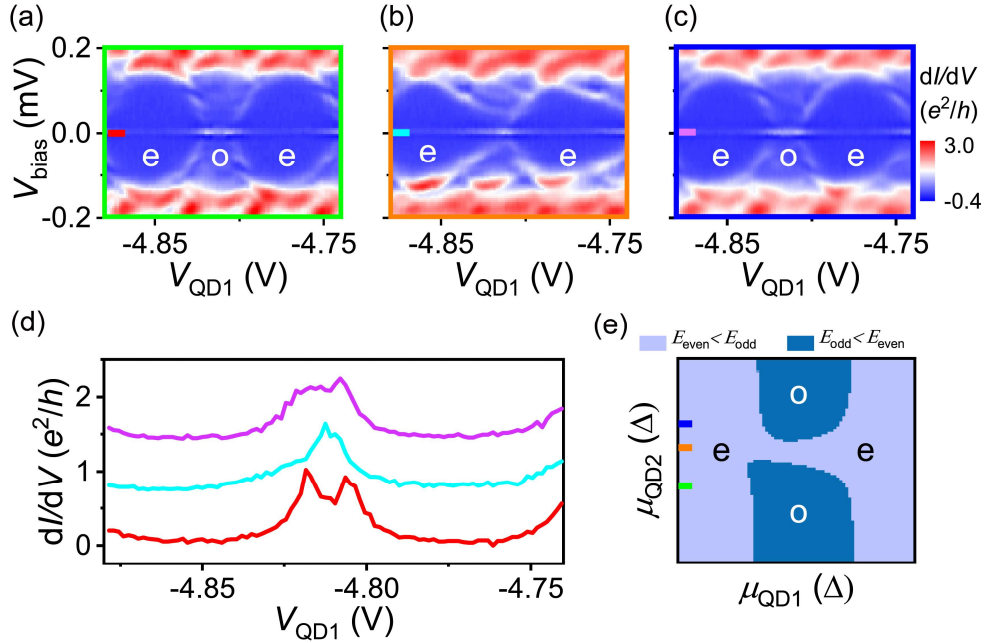 (a)
(b)
(c)
0.2
0.0
-0.2
V_bias (mV)
e
o
e
-4.85
-4.75
V_QD1 (V)
e
e
-4.85
-4.75
V_QD1 (V)
e
o
e
-4.85
-4.75
V_QD1 (V)
dI/dV
(e²/h)
3.0
-0.4
(d)
2
1
0
dI/dV (e²/h)
-4.85
-4.80
-4.75
V_QD1 (V)
(e)
E_even < E_odd
E_odd < E_even
o
e
e
o
μ_QD2 (Δ)
μ_QD1 (Δ)